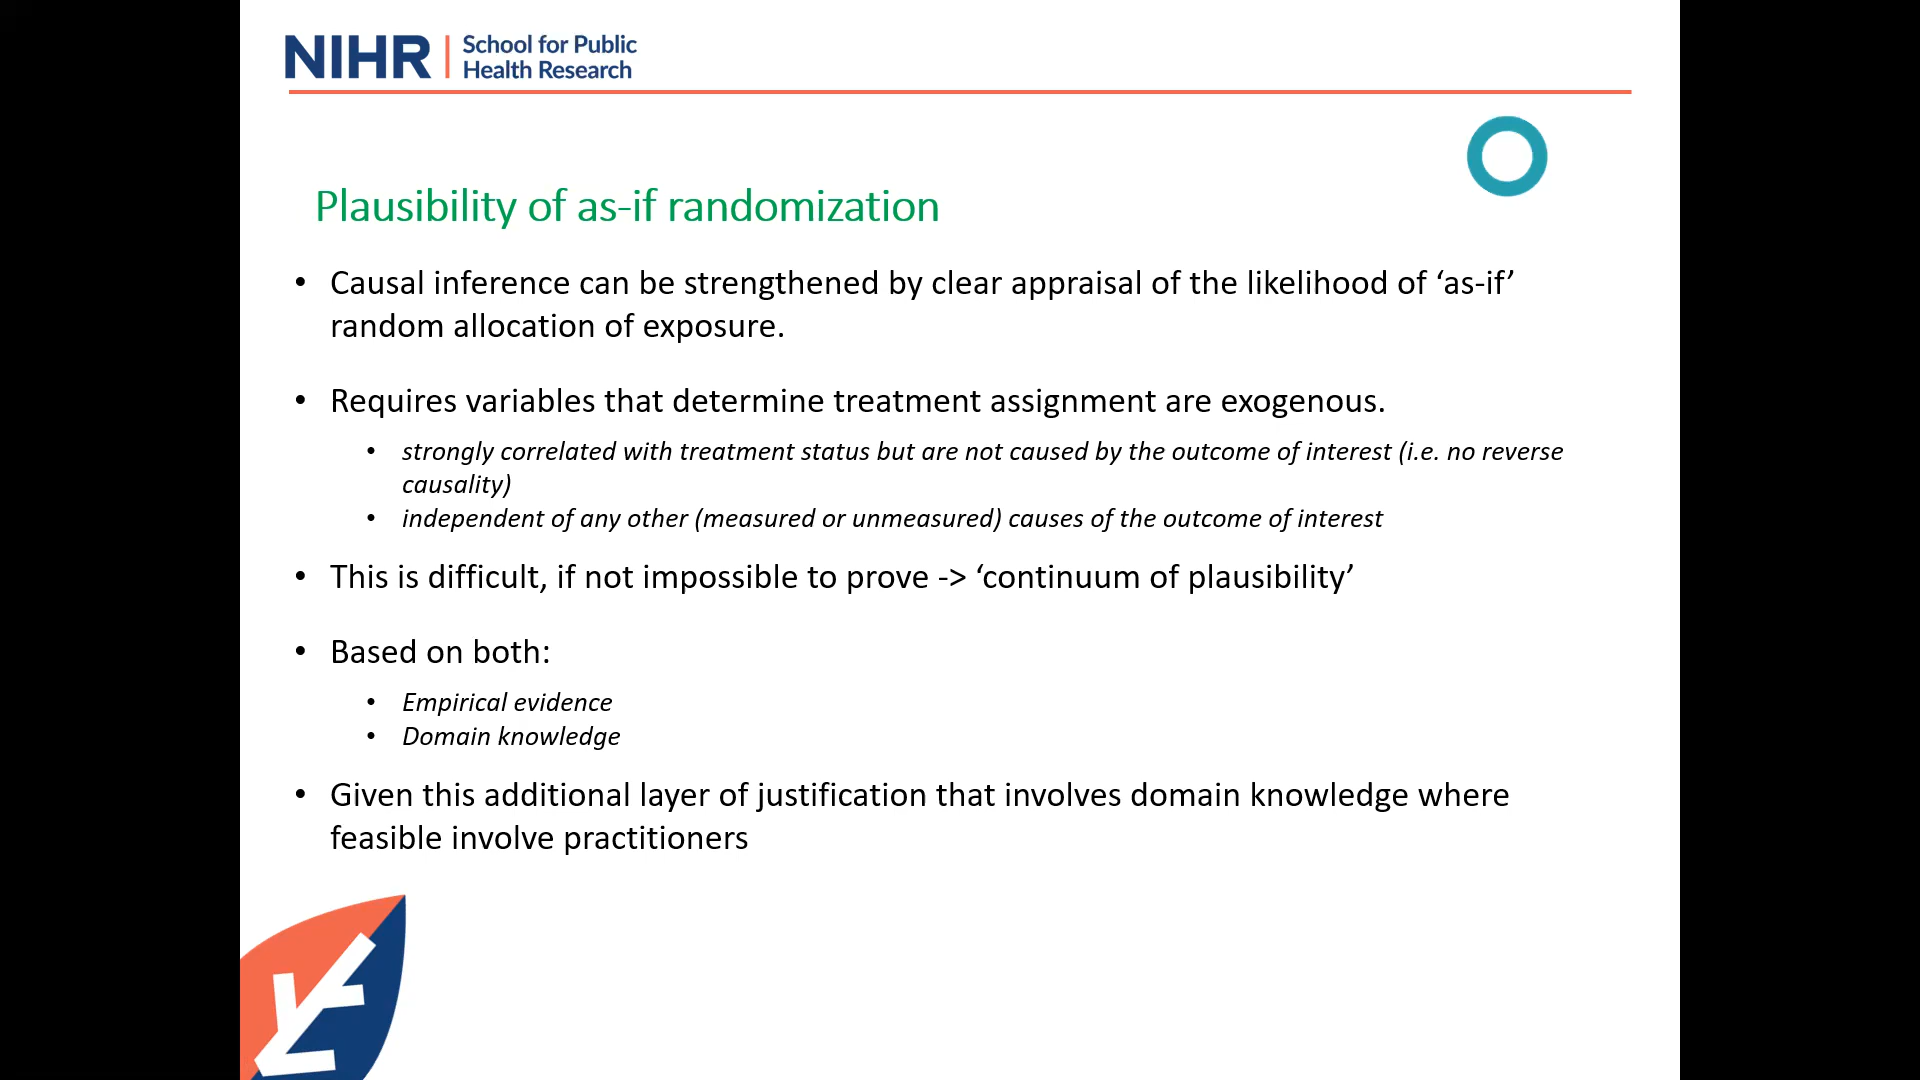 NIHR
School for Public
Health Research
Plausibility of as-if randomization
• Causal inference can be strengthened by clear appraisal of the likelihood of ‘as-if’
random allocation of exposure.
• Requires variables that determine treatment assignment are exogenous.
• strongly correlated with treatment status but are not caused by the outcome of interest (i.e. no reverse
causality)
• independent of any other (measured or unmeasured) causes of the outcome of interest
• This is difficult, if not impossible to prove -> ‘continuum of plausibility’
• Based on both:
• Empirical evidence
• Domain knowledge
• Given this additional layer of justification that involves domain knowledge where
feasible involve practitioners